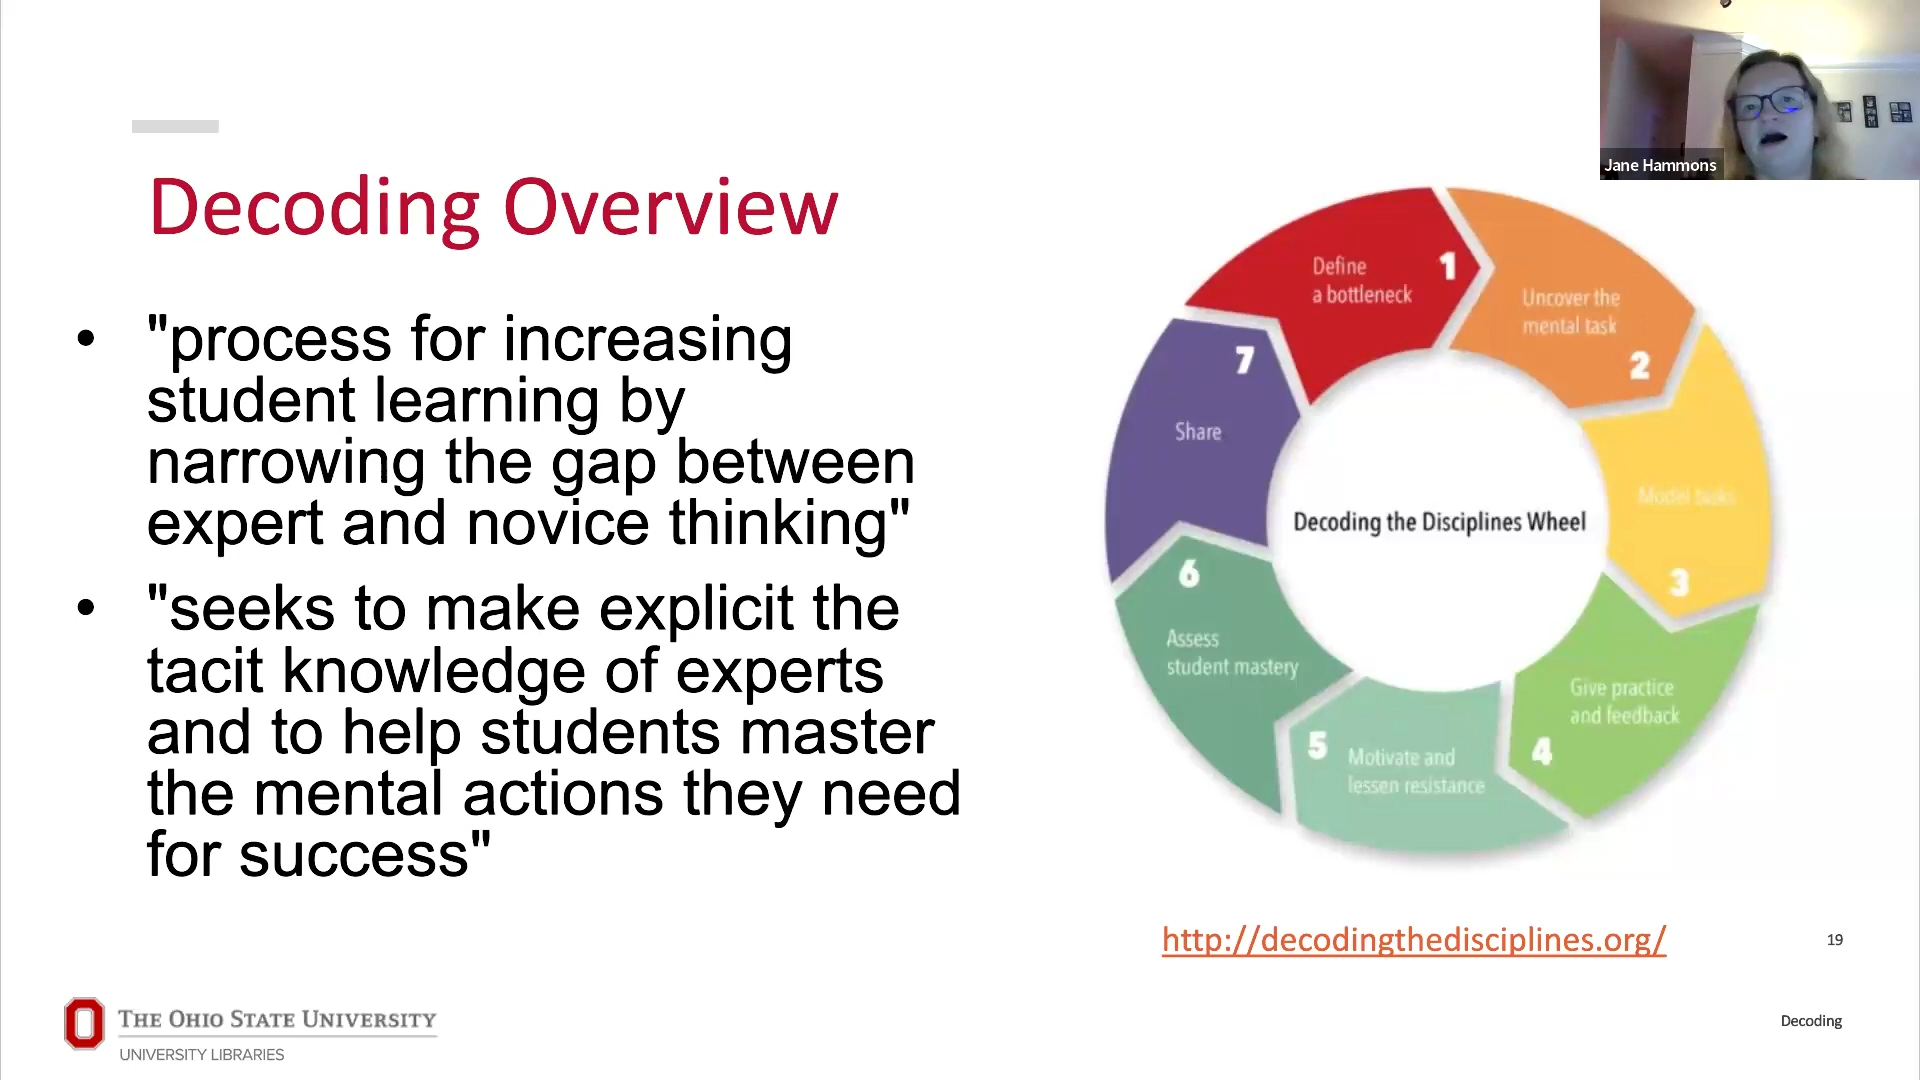 Jane Hammons
Decoding Overview
• "process for increasing
student learning by
narrowing the gap between
expert and novice thinking"
• "seeks to make explicit the
tacit knowledge of experts
and to help students master
the mental actions they need
for success"
Define
a bottleneck
1
Uncover the
mental task
2
Model tasks
3
Give practice
and feedback
4
5
Motivate and
lessen resistance
6
Assess
student mastery
7
Share
Decoding the Disciplines Wheel
http://decodingthedisciplines.org/
19
THE OHIO STATE UNIVERSITY
UNIVERSITY LIBRARIES
Decoding